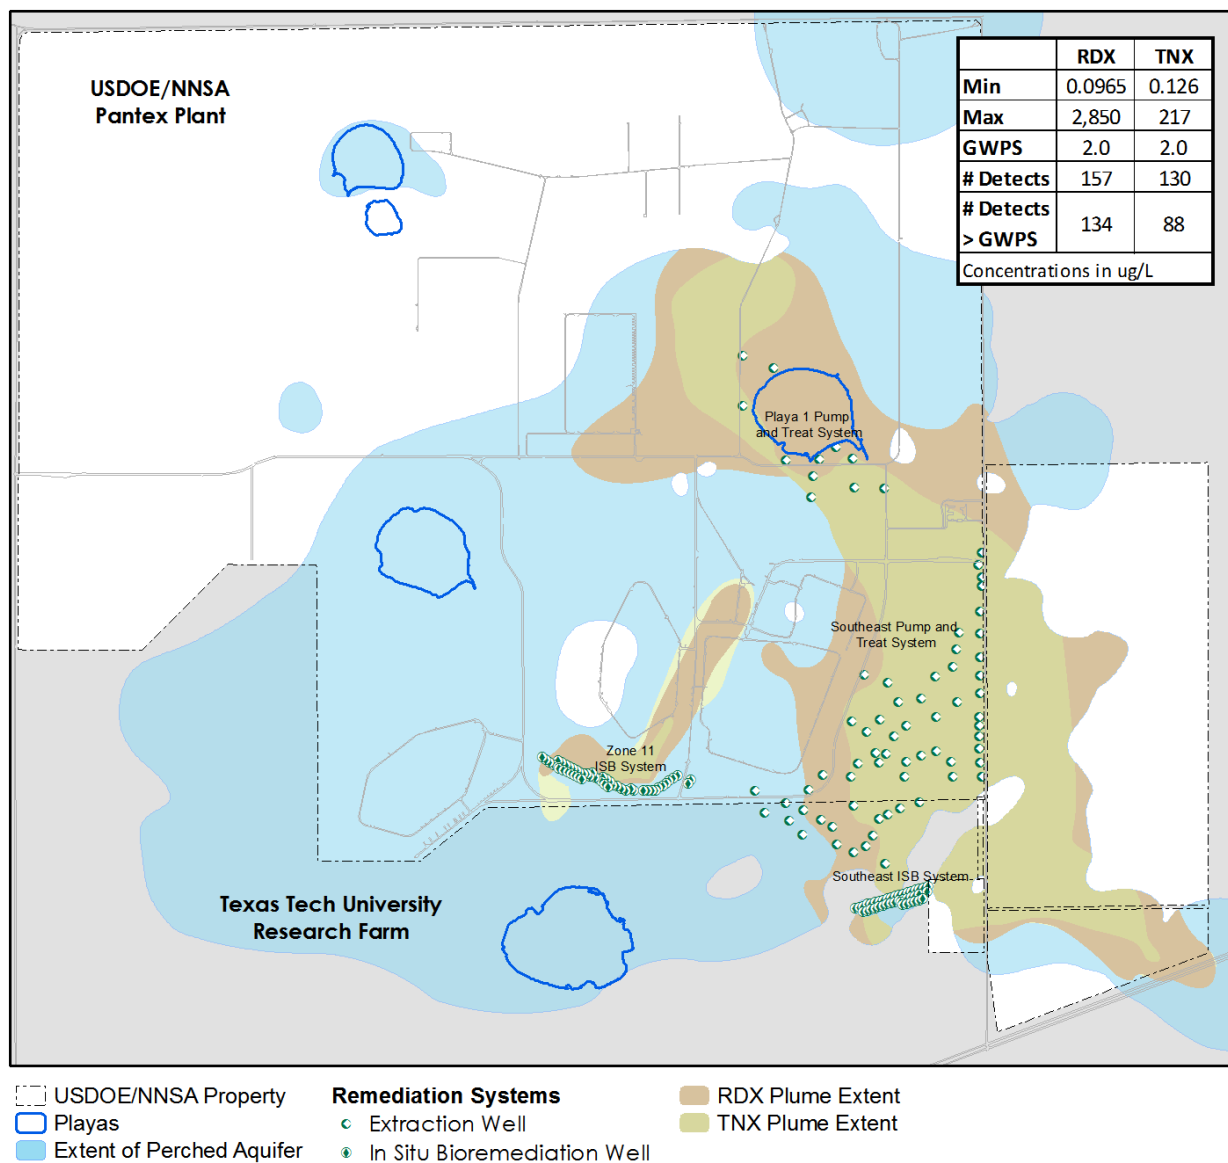 USDOE/NNSA
Pantex Plant
RDX TNX
Min 0.0965 0.126
Max 2,850 217
GWPS 2.0 2.0
# Detects 157 130
# Detects
> GWPS 134 88
Concentrations in ug/L
Playa 1 Pump
and Treat System
Southeast Pump and
Treat System
Zone 11
ISB System
Southeast ISB System
Texas Tech University
Research Farm
USDOE/NNSA Property
Playas
Extent of Perched Aquifer
Remediation Systems
Extraction Well
In Situ Bioremediation Well
RDX Plume Extent
TNX Plume Extent